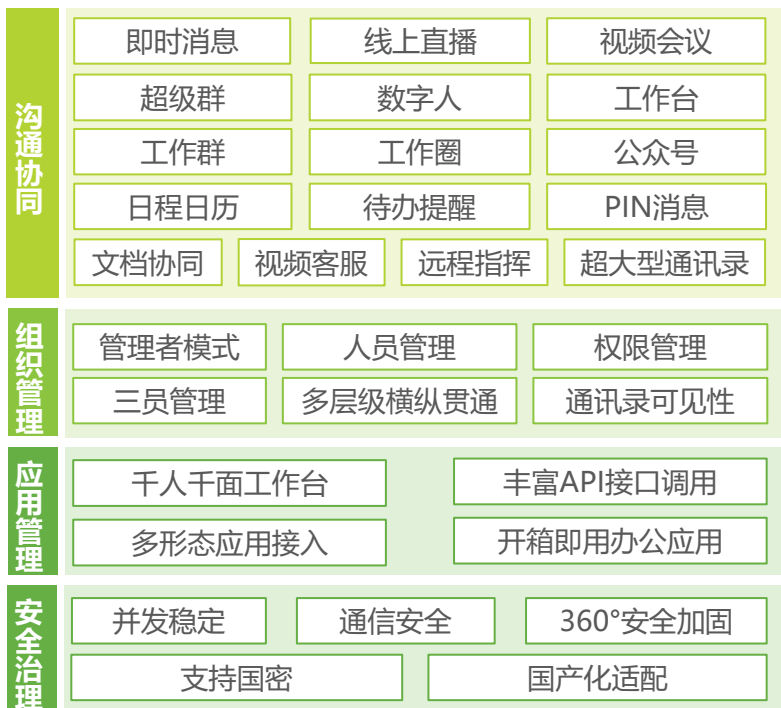 沟通协同
即时消息 线上直播 视频会议
超级群 数字人 工作台
工作群 工作圈 公众号
日程日历 待办提醒 PIN消息
文档协同 视频客服 远程指挥 超大型通讯录
组织管理
管理者模式 人员管理 权限管理
三员管理 多层级横纵贯通 通讯录可见性
应用管理
千人千面工作台 丰富API接口调用
多形态应用接入 开箱即用办公应用
安全治理
并发稳定 通信安全 360°安全加固
支持国密 国产化适配